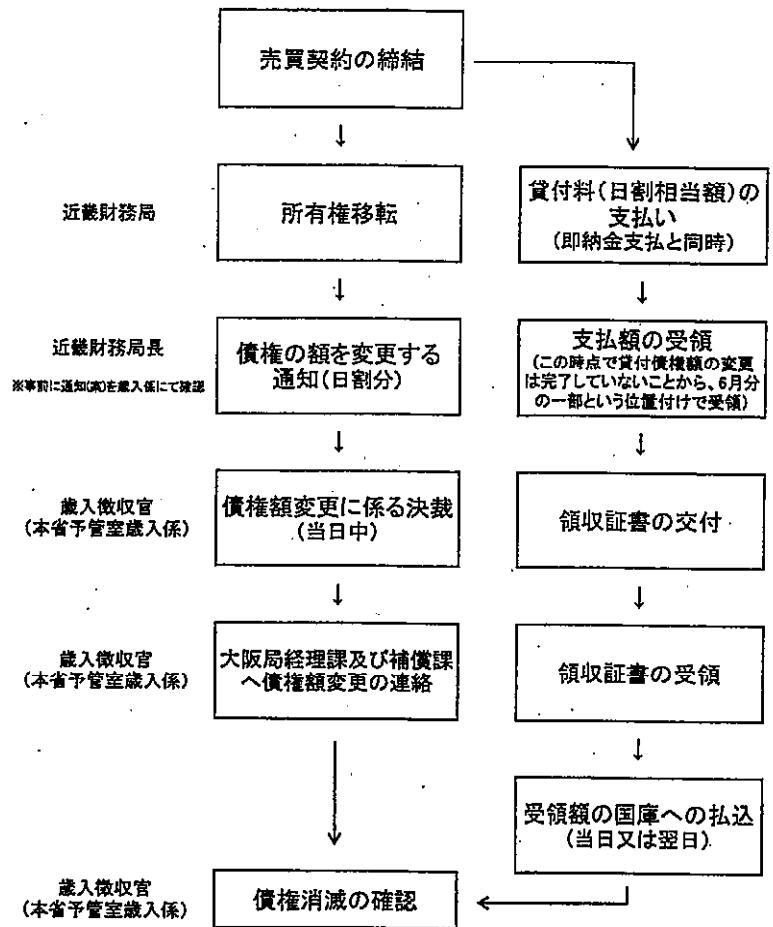 売買契約の締結
↓
近畿財務局
所有権移転
貸付料(日割相当額)の
支払い
(即納金支払と同時)
↓
↓
近畿財務局長
※事前に通知(案)を歳入係にて確認
債権の額を変更する
通知(日割分)
支払額の受領
(この時点で貸付債権額の変更
は完了していないことから、6月分
の一部という位置付けで受領)
↓
↓
歳入徴収官
(本省予管室歳入係)
債権額変更に係る決裁
(当日中)
領収証書の交付
↓
↓
歳入徴収官
(本省予管室歳入係)
大阪局経理課及び補償課
へ債権額変更の連絡
領収証書の受領
↓
受領額の国庫への払込
(当日又は翌日)
歳入徴収官
(本省予管室歳入係)
債権消滅の確認